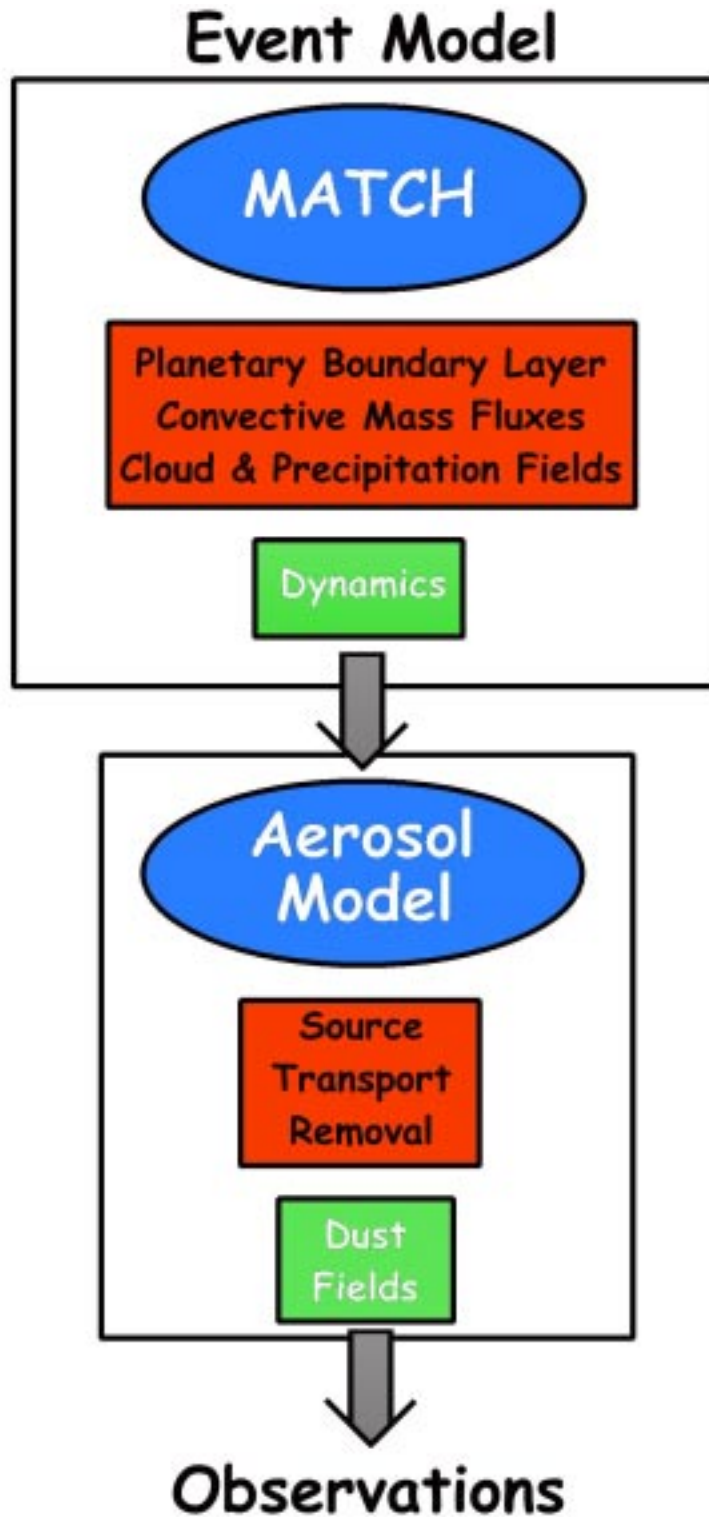 Event Model
MATCH
Planetary Boundary Layer
Convective Mass Fluxes
Cloud & Precipitation Fields
Dynamics
Aerosol
Model
Source
Transport
Removal
Dust
Fields
Observations